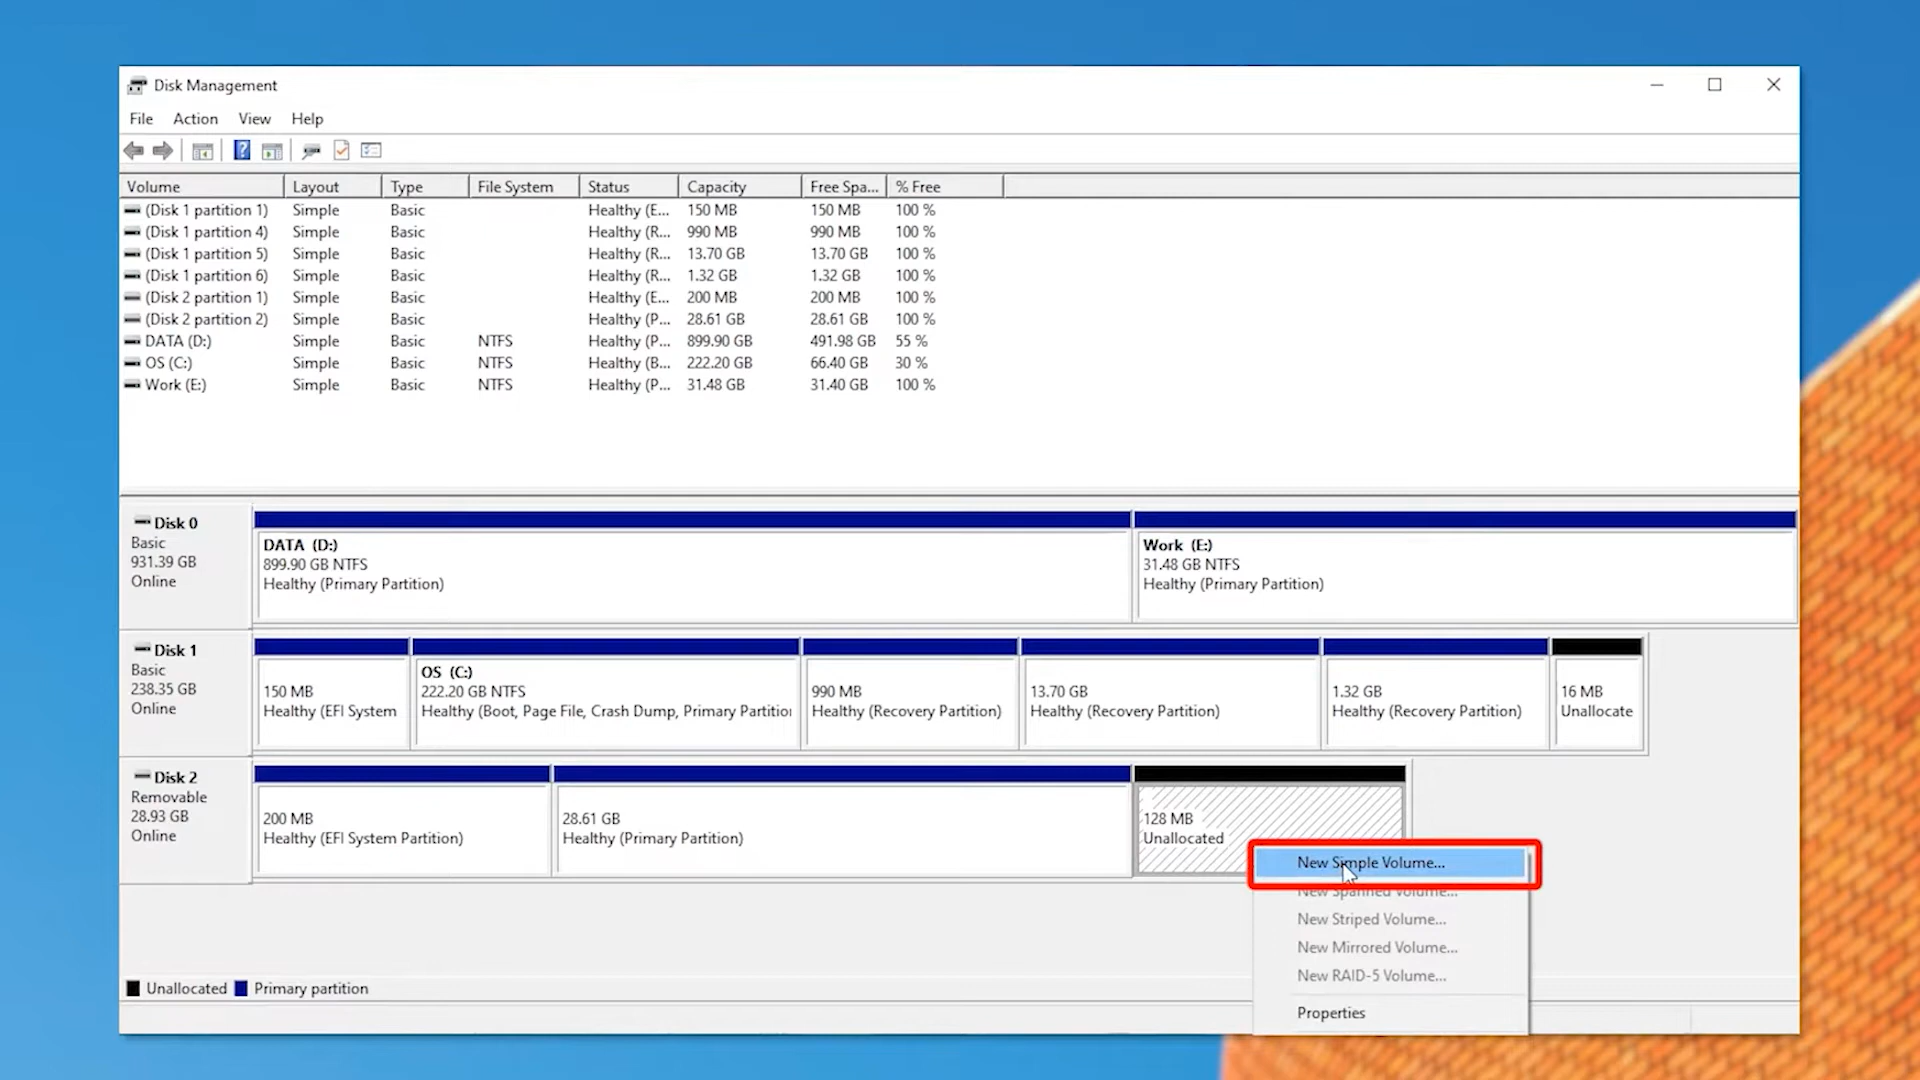 Disk Management
File Action View Help
Volume Layout Type File System Status Capacity Free Spa... % Free
(Disk 1 partition 1) Simple Basic Healthy (E... 150 MB 150 MB 100 %
(Disk 1 partition 4) Simple Basic Healthy (R... 990 MB 990 MB 100 %
(Disk 1 partition 5) Simple Basic Healthy (R... 13.70 GB 13.70 GB 100 %
(Disk 1 partition 6) Simple Basic Healthy (R... 1.32 GB 1.32 GB 100 %
(Disk 2 partition 1) Simple Basic Healthy (E... 200 MB 200 MB 100 %
(Disk 2 partition 2) Simple Basic Healthy (P... 28.61 GB 28.61 GB 100 %
DATA (D:) Simple Basic NTFS Healthy (P... 899.90 GB 491.98 GB 55 %
OS (C:) Simple Basic NTFS Healthy (B... 222.20 GB 66.40 GB 30 %
Work (E:) Simple Basic NTFS Healthy (P... 31.48 GB 31.40 GB 100 %
Disk 0
Basic
931.39 GB
Online
DATA (D:)
899.90 GB NTFS
Healthy (Primary Partition)
Work (E:)
31.48 GB NTFS
Healthy (Primary Partition)
Disk 1
Basic
238.35 GB
Online
150 MB
Healthy (EFI System
OS (C:)
222.20 GB NTFS
Healthy (Boot, Page File, Crash Dump, Primary Partitio
990 MB
Healthy (Recovery Partition)
13.70 GB
Healthy (Recovery Partition)
1.32 GB
Healthy (Recovery Partition)
16 MB
Unallocate
Disk 2
Removable
28.93 GB
Online
200 MB
Healthy (EFI System Partition)
28.61 GB
Healthy (Primary Partition)
128 MB
Unallocated
New Simple Volume...
New Spanned Volume...
New Striped Volume...
New Mirrored Volume...
New RAID-5 Volume...
Properties
Unallocated Primary partition